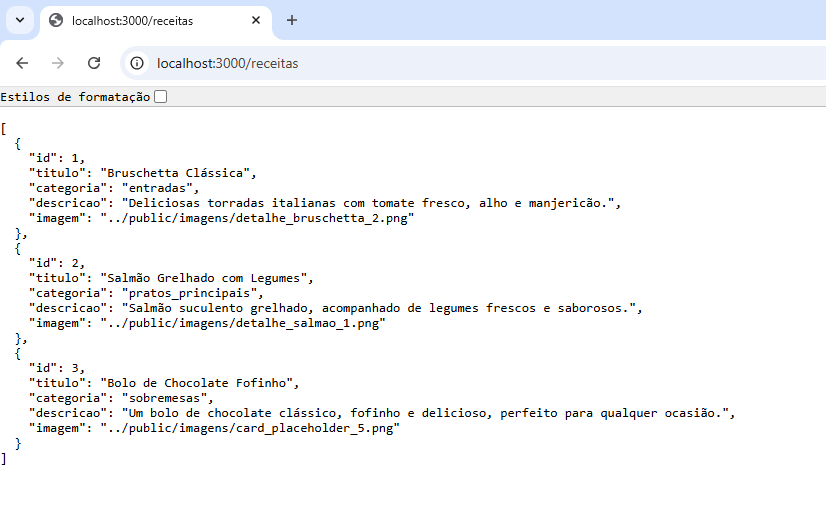 localhost:3000/receitas
localhost:3000/receitas
Estilos de formatação
[
  {
    "id": 1,
    "titulo": "Bruschetta Clássica",
    "categoria": "entradas",
    "descricao": "Deliciosas torradas italianas com tomate fresco, alho e manjericão.",
    "imagem": "../public/imagens/detalhe_bruschetta_2.png"
  },
  {
    "id": 2,
    "titulo": "Salmão Grelhado com Legumes",
    "categoria": "pratos_principais",
    "descricao": "Salmão suculento grelhado, acompanhado de legumes frescos e saborosos.",
    "imagem": "../public/imagens/detalhe_salmao_1.png"
  },
  {
    "id": 3,
    "titulo": "Bolo de Chocolate Fofinho",
    "categoria": "sobremesas",
    "descricao": "Um bolo de chocolate clássico, fofinho e delicioso, perfeito para qualquer ocasião.",
    "imagem": "../public/imagens/card_placeholder_5.png"
  }
]